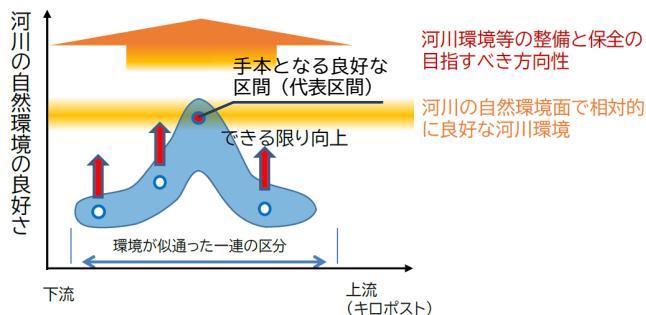 河川の自然環境の良好さ
手本となる良好な
区間（代表区間）
できる限り向上
環境が似通った一連の区分
下流
上流
（キロポスト）
河川環境等の整備と保全の
目指すべき方向性
河川の自然環境面で相対的
に良好な河川環境